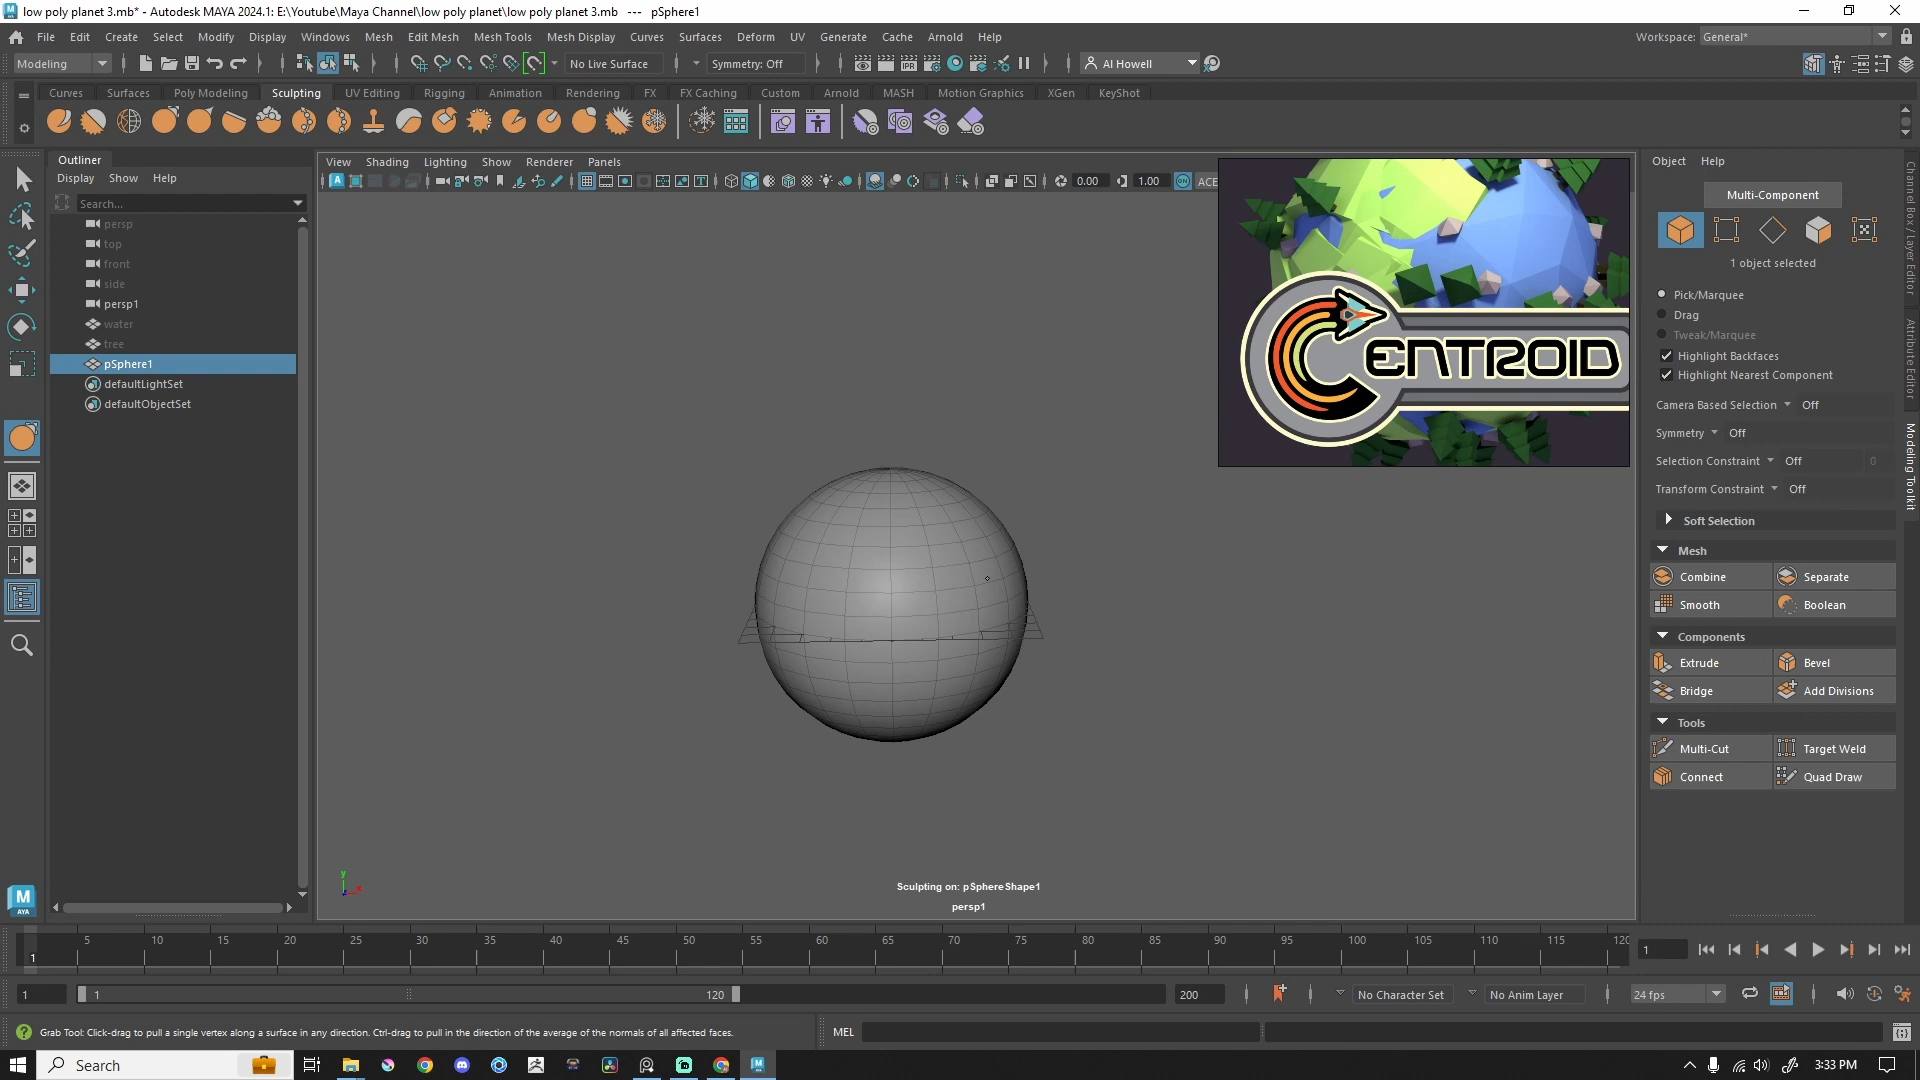 low poly planet 3.mb* - Autodesk MAYA 2024.1: E:\Youtube\Maya Channel\low poly planet\low poly planet 3.mb   ---   pSphere1
File Edit Create Select Modify Display Windows Mesh Edit Mesh Mesh Tools Mesh Display Curves Surfaces Deform UV Generate Cache Arnold Help
Workspace: General*
Modeling
No Live Surface
Symmetry: Off
Al Howell
Curves Surfaces Poly Modeling Sculpting UV Editing Rigging Animation Rendering FX FX Caching Custom Arnold MASH Motion Graphics XGen KeyShot
Outliner
Display Show Help
Search...
persp
top
front
side
persp1
water
tree
pSphere1
defaultLightSet
defaultObjectSet
View Shading Lighting Show Renderer Panels
0.00 1.00 ACE
CENTROID
Sculpting on: pSphereShape1
persp1
y
x
Object Help
Multi-Component
1 object selected
Pick/Marquee
Drag
Tweak/Marquee
Highlight Backfaces
Highlight Nearest Component
Camera Based Selection Off
Symmetry Off
Selection Constraint Off 0
Transform Constraint Off
Soft Selection
Mesh
Combine Separate
Smooth Boolean
Components
Extrude Bevel
Bridge Add Divisions
Tools
Multi-Cut Target Weld
Connect Quad Draw
Channel Box / Layer Editor
Attribute Editor
Modeling Toolkit
5 10 15 20 25 30 35 40 45 50 55 60 65 70 75 80 85 90 95 100 105 110 115 120
1
1
1 1 120 200
No Character Set
No Anim Layer
24 fps
Grab Tool: Click-drag to pull a single vertex along a surface in any direction. Ctrl-drag to pull in the direction of the average of the normals of all affected faces.
MEL
M
AYA
Search
3:33 PM